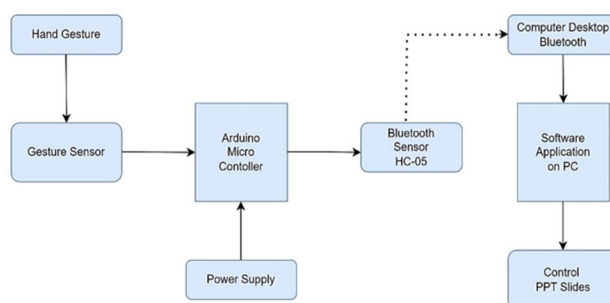 Hand Gesture
Gesture Sensor
Arduino
Micro
Contoller
Power Supply
Bluetooth
Sensor
HC-05
Computer Desktop
Bluetooth
Software
Application
on PC
Control
PPT Slides